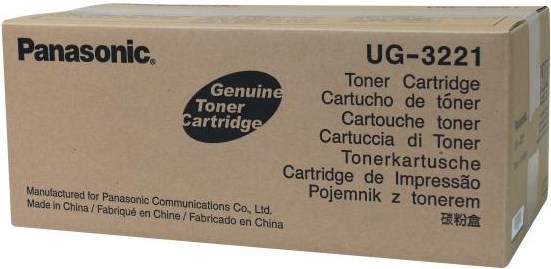 Panasonic®
UG-3221
Genuine
Toner
Cartridge
Toner Cartridge
Cartucho de tóner
Cartouche toner
Cartuccia di Toner
Tonerkartusche
Cartridge de Impressão
Pojemnik z tonerem
碳粉盒
Manufactured for Panasonic Communications Co., Ltd.
Made in China / Fabriqué en Chine / Fabricado en China